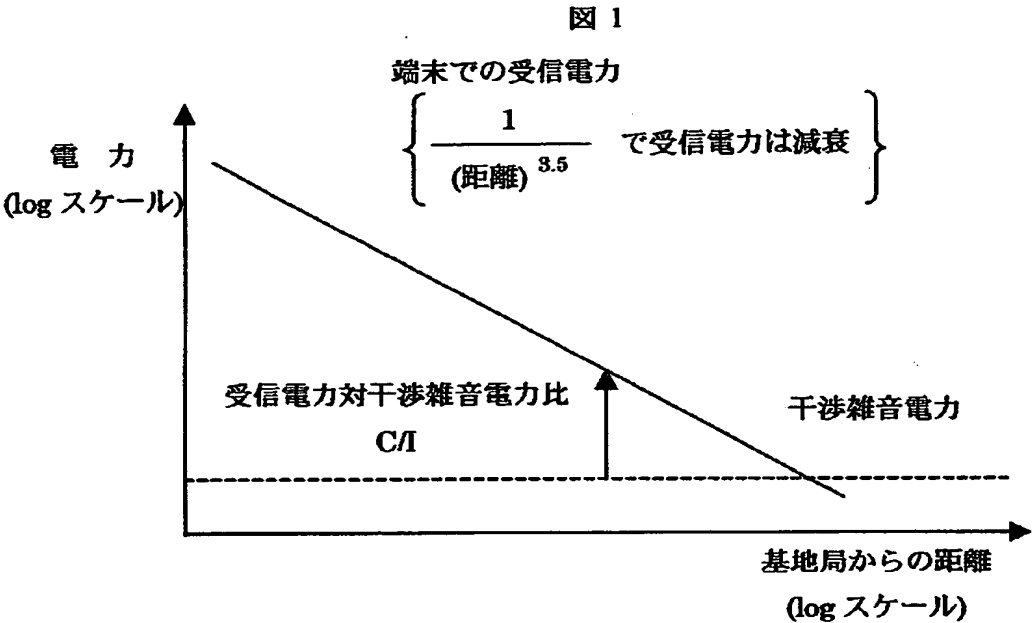 図 1
端末での受信電力
1
(距離) 3.5
で受信電力は減衰
電 力
(log スケール)
受信電力対干渉雑音電力比
C/I
干渉雑音電力
基地局からの距離
(log スケール)